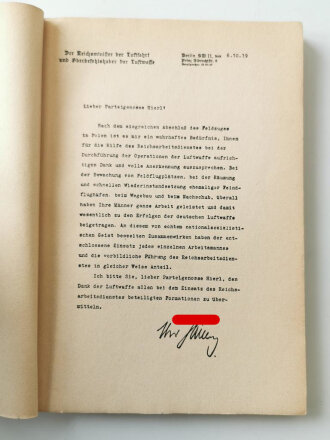 Der Reichsminister der Luftfahrt
und Oberbefehlshaber der Luftwaffe
Berlin W 8, den 6.10.39
Lieber Parteigenosse Hierl!
Nach dem siegreichen Abschluß des Feldzuges
in Polen ist es mir ein wahrhaftes Bedürfnis, Ihnen
für die Hilfe des Reichsarbeitsdienstes bei der
Durchführung der Operationen der Luftwaffe aufrich-
tigen Dank und volle Anerkennung auszusprechen. Bei
der Bewachung von Feldflugplätzen, bei der Räumung
und schnellen Wiederinstandsetzung ehemaliger Feind-
flughäfen, beim Wegebau und beim Nachschub, überall
haben Ihre Männer ganze Arbeit geleistet und damit
wesentlich zu den Erfolgen der deutschen Luftwaffe
beigetragen. An diesem von echtem nationalsozialisti-
schen Geist beseelten Zusammenwirken haben der ent-
schlossene Einsatz jedes einzelnen Arbeitsmannes
und die vorbildliche Führung des Reichsarbeitsdien-
stes in gleicher Weise Anteil.
Ich bitte Sie, lieber Parteigenosse Hierl, den
Dank der Luftwaffe allen bei dem Einsatz des Reichs-
arbeitsdienstes beteiligten Formationen zu über-
mitteln.